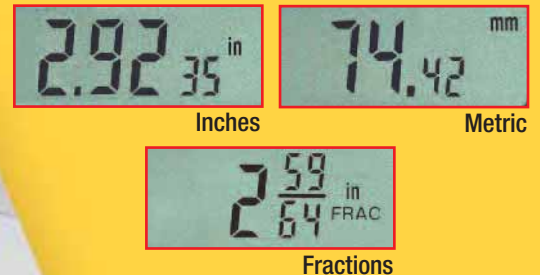 2.9235 in
74.42 mm
Inches
Metric
2 59/64 in
FRAC
Fractions